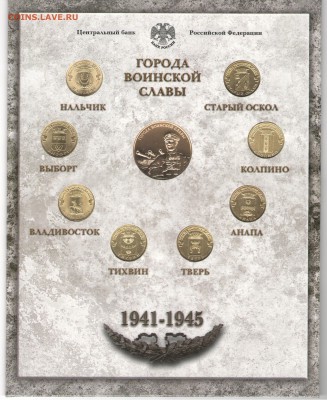 COINS.LAVE.RU
Центральный банк Российской Федерации
ГОРОДА
ВОИНСКОЙ
СЛАВЫ
НАЛЬЧИК
СТАРЫЙ ОСКОЛ
ВЫБОРГ
КОЛПИНО
ВЛАДИВОСТОК
АНАПА
ТИХВИН
ТВЕРЬ
1941-1945